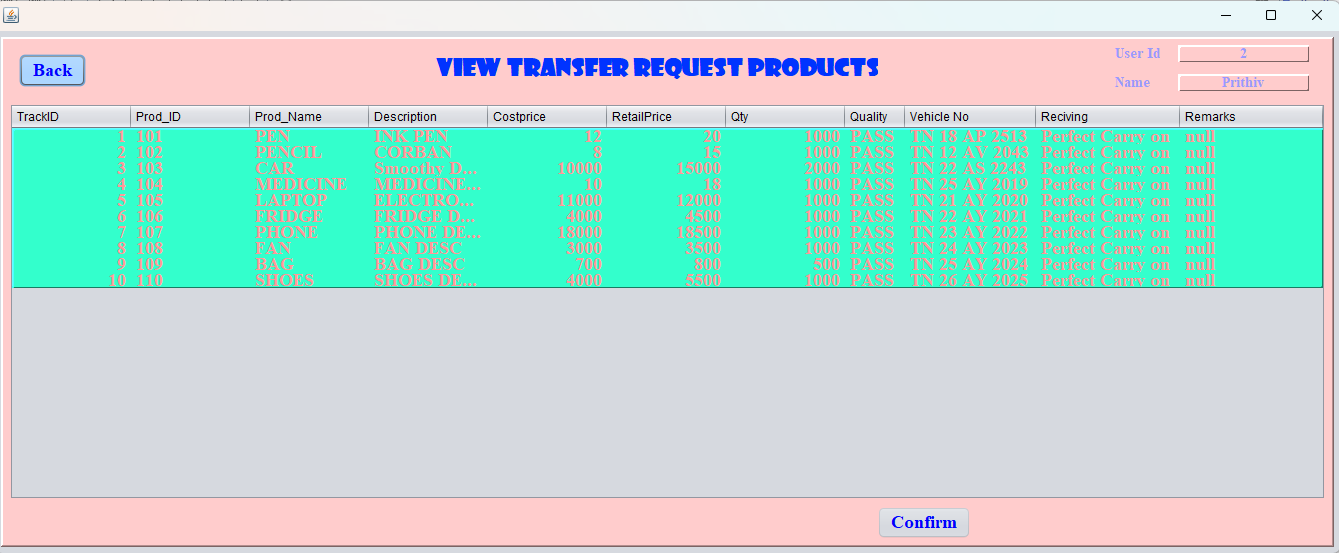 Back
VIEW TRANSFER REQUEST PRODUCTS
User Id 2
Name Prithiv
TrackID Prod_ID Prod_Name Description Costprice RetailPrice Qty Quality Vehicle No Reciving Remarks
1 101 PEN INK PEN 12 20 1000 PASS TN 18 AP 2513 Perfect Carry on null
2 102 PENCIL CORBAN 8 15 1000 PASS TN 12 AV 2043 Perfect Carry on null
3 103 CAR Smoothy D... 10000 15000 2000 PASS TN 22 AS 2243 Perfect Carry on null
4 104 MEDICINE MEDICINE... 10 18 1000 PASS TN 25 AY 2019 Perfect Carry on null
5 105 LAPTOP ELECTRO... 11000 12000 1000 PASS TN 21 AY 2020 Perfect Carry on null
6 106 FRIDGE FRIDGE D... 4000 4500 1000 PASS TN 22 AY 2021 Perfect Carry on null
7 107 PHONE PHONE DE... 18000 18500 1000 PASS TN 23 AY 2022 Perfect Carry on null
8 108 FAN FAN DESC 3000 3500 1000 PASS TN 24 AY 2023 Perfect Carry on null
9 109 BAG BAG DESC 700 800 500 PASS TN 25 AY 2024 Perfect Carry on null
10 110 SHOES SHOES DE... 4000 5500 1000 PASS TN 26 AY 2025 Perfect Carry on null
Confirm